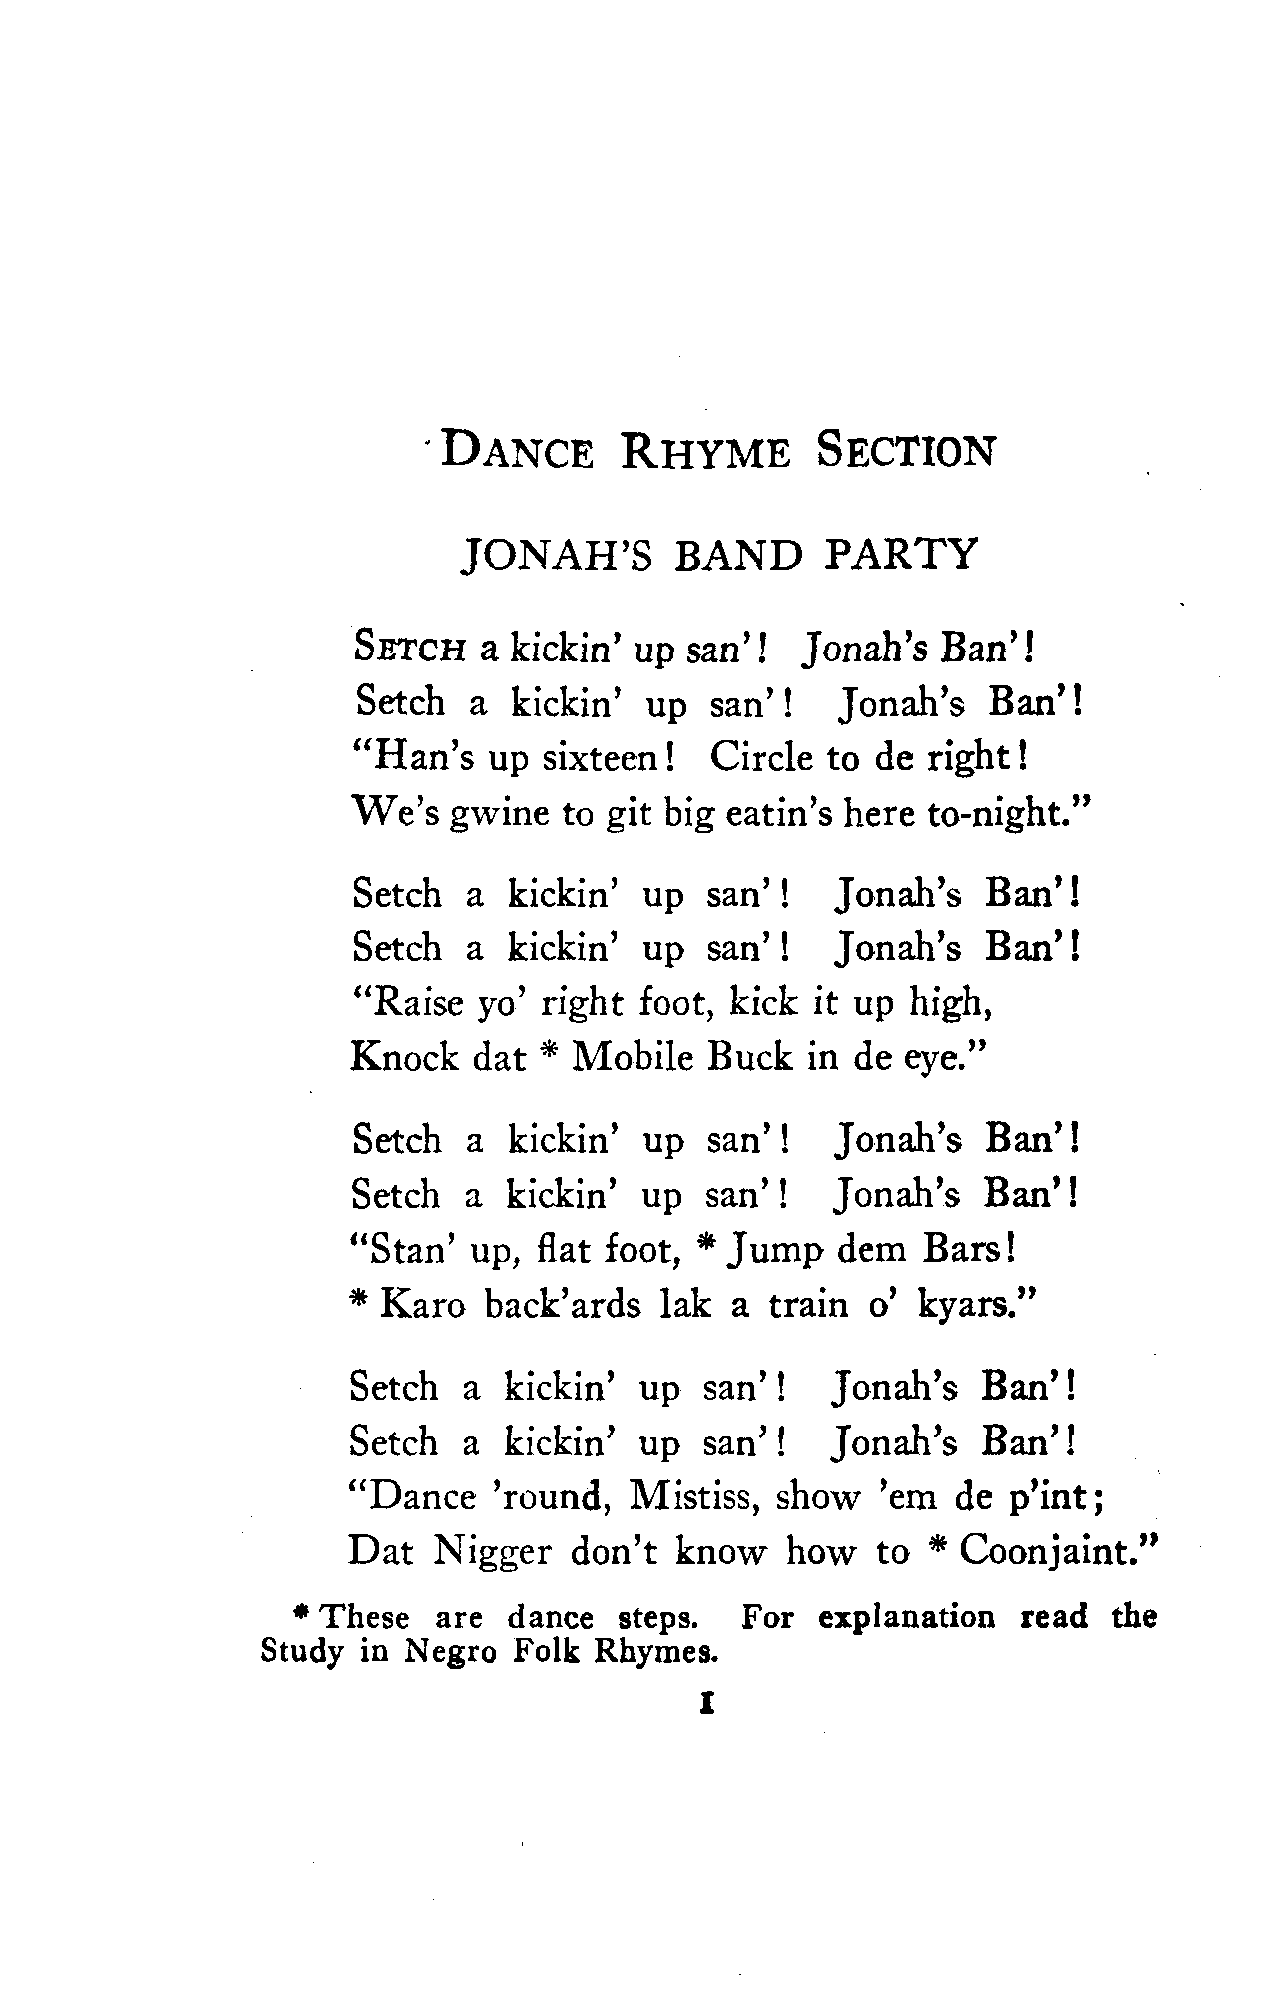 DANCE RHYME SECTION
JONAH'S BAND PARTY
SETCH a kickin' up san'! Jonah's Ban'!
Setch a kickin' up san'! Jonah's Ban'!
"Han's up sixteen! Circle to de right!
We's gwine to git big eatin's here to-night."
Setch a kickin' up san'! Jonah's Ban'!
Setch a kickin' up san'! Jonah's Ban'!
"Raise yo' right foot, kick it up high,
Knock dat * Mobile Buck in de eye."
Setch a kickin' up san'! Jonah's Ban'!
Setch a kickin' up san'! Jonah's Ban'!
"Stan' up, flat foot, * Jump dem Bars!
* Karo back'ards lak a train o' kyars."
Setch a kickin' up san'! Jonah's Ban'!
Setch a kickin' up san'! Jonah's Ban'!
"Dance 'round, Mistiss, show 'em de p'int;
Dat Nigger don't know how to * Coonjaint."
* These are dance steps. For explanation read the
Study in Negro Folk Rhymes.
I